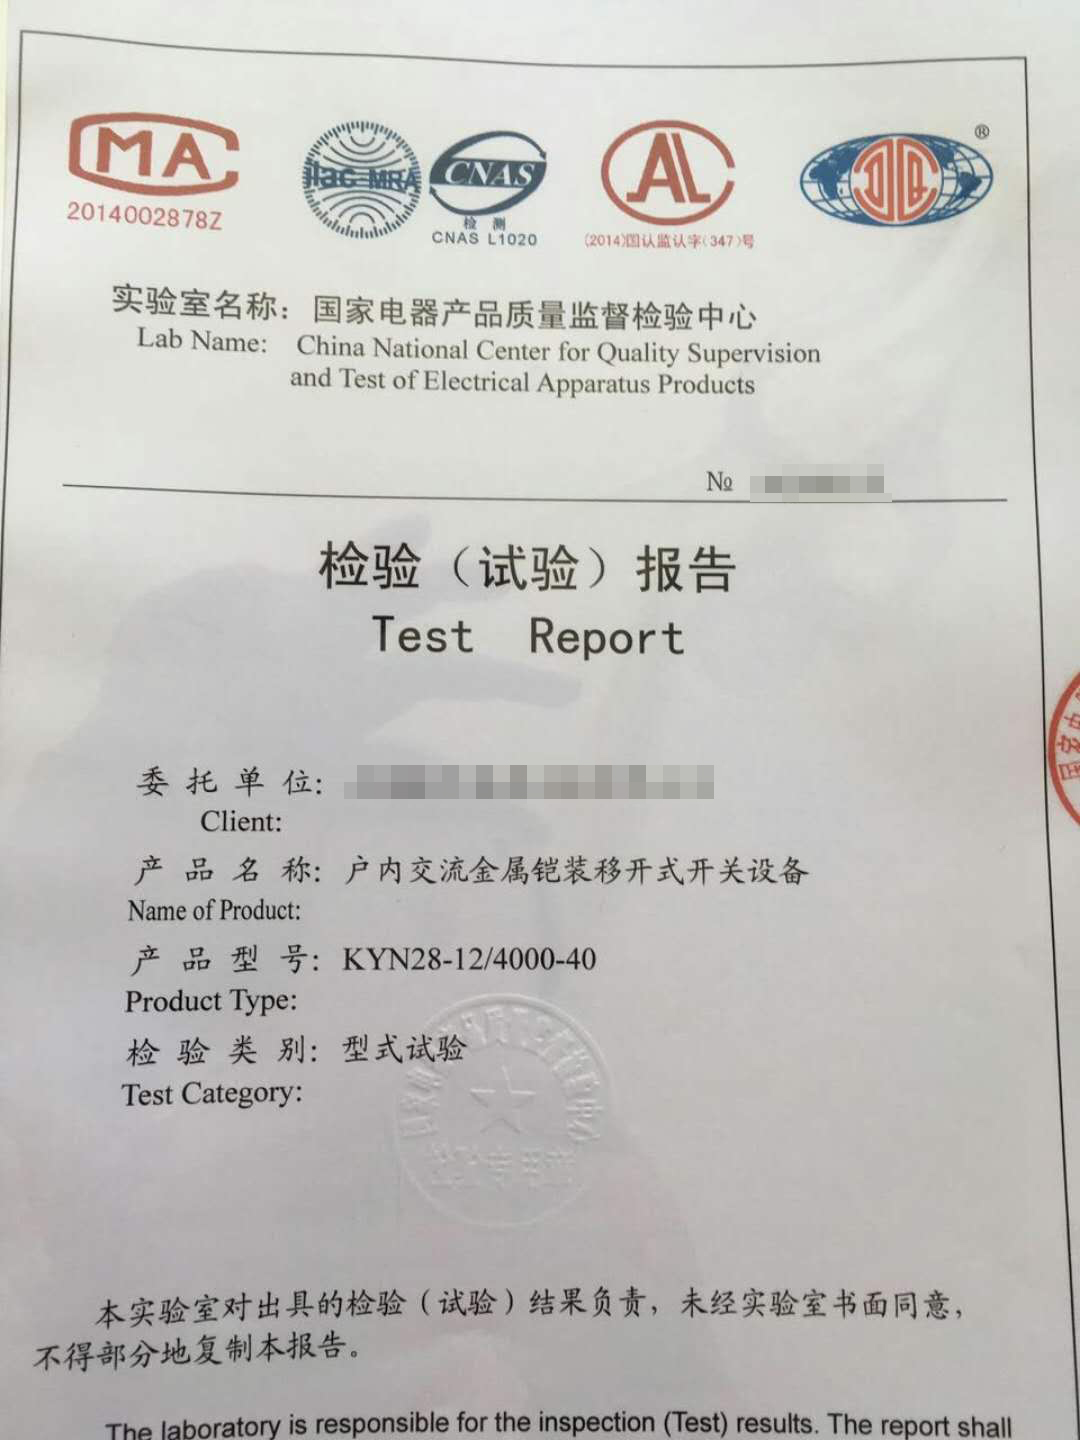 MA
2014002878Z
ilac-MRA
CNAS
检 测
CNAS L1020
AL
(2014)国认监认字(347)号
®
实验室名称：国家电器产品质量监督检验中心
Lab Name: China National Center for Quality Supervision
and Test of Electrical Apparatus Products
№
检验（试验）报告
Test Report
委托单位：
Client:
产品名称：户内交流金属铠装移开式开关设备
Name of Product:
产品型号：KYN28-12/4000-40
Product Type:
检验类别：型式试验
Test Category:
本实验室对出具的检验（试验）结果负责，未经实验室书面同意，
不得部分地复制本报告。
The laboratory is responsible for the inspection (Test) results. The report shall